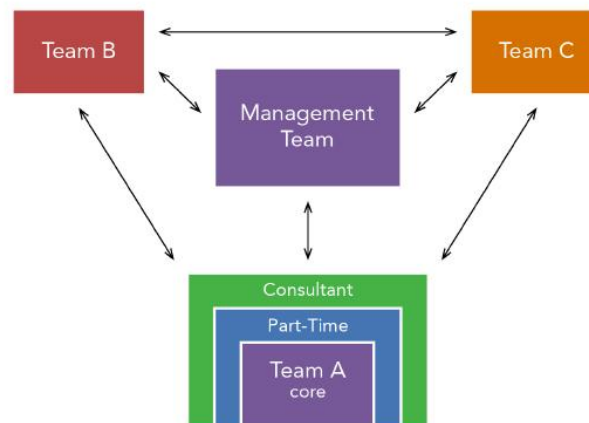 Team B
Team C
Management
Team
Consultant
Part-Time
Team A
core